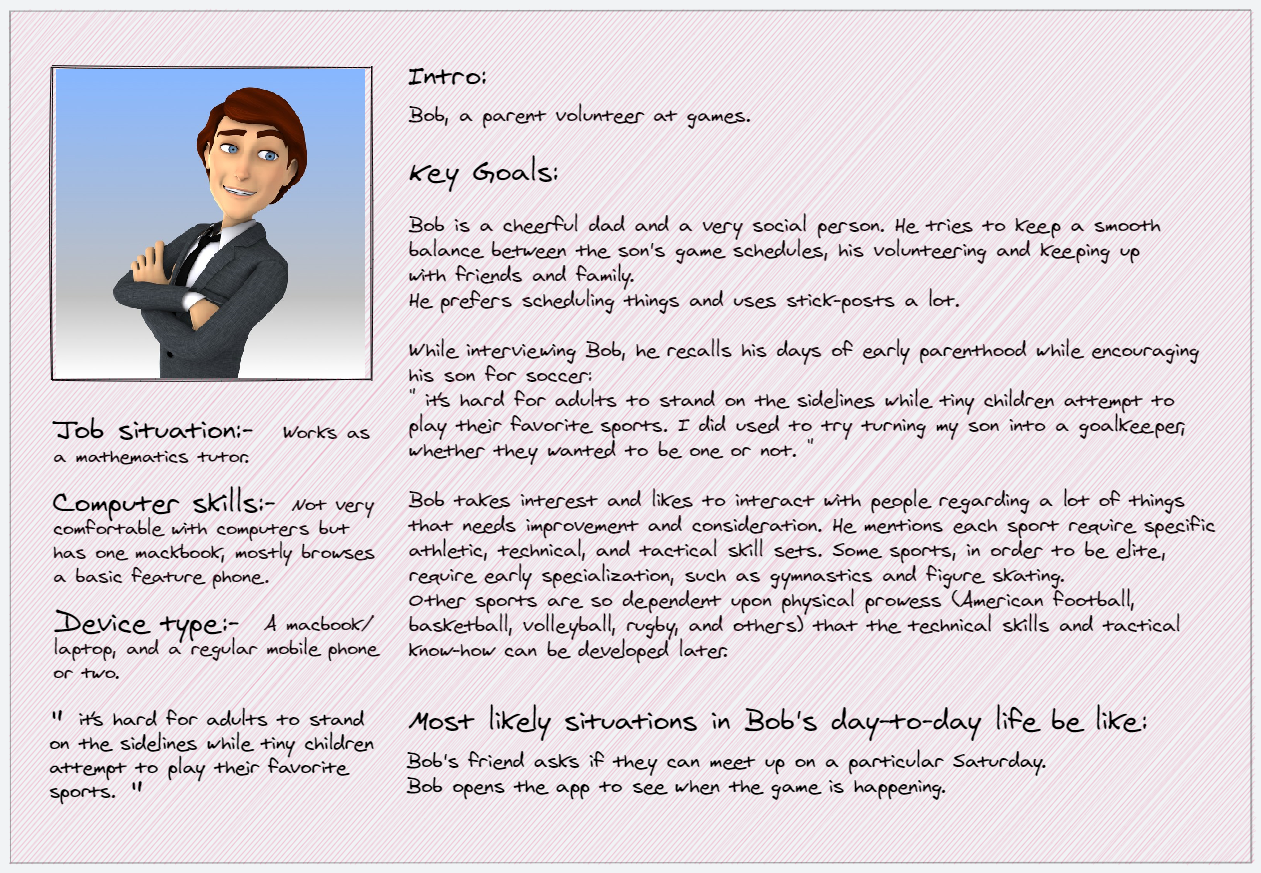 Intro:
Bob, a parent volunteer at games.
Key Goals:
Bob is a cheerful dad and a very social person. He tries to keep a smooth
balance between the son's game schedules, his volunteering and keeping up
with friends and family.
He prefers scheduling things and uses stick-posts a lot.
While interviewing Bob, he recalls his days of early parenthood while encouraging
his son for soccer:
" it's hard for adults to stand on the sidelines while tiny children attempt to
play their favorite sports. I did used to try turning my son into a goalkeeper,
whether they wanted to be one or not. "
Bob takes interest and likes to interact with people regarding a lot of things
that needs improvement and consideration. He mentions each sport require specific
athletic, technical, and tactical skill sets. Some sports, in order to be elite,
require early specialization, such as gymnastics and figure skating.
Other sports are so dependent upon physical prowess (American football,
basketball, volleyball, rugby, and others) that the technical skills and tactical
know-how can be developed later.
Most likely situations in Bob's day-to-day life be like:
Bob's friend asks if they can meet up on a particular Saturday.
Bob opens the app to see when the game is happening.
Job situation:- Works as
a mathematics tutor.
Computer skills:- Not very
comfortable with computers but
has one mackbook, mostly browses
a basic feature phone.
Device type:- A macbook/
laptop, and a regular mobile phone
or two.
" it's hard for adults to stand
on the sidelines while tiny children
attempt to play their favorite
sports. "